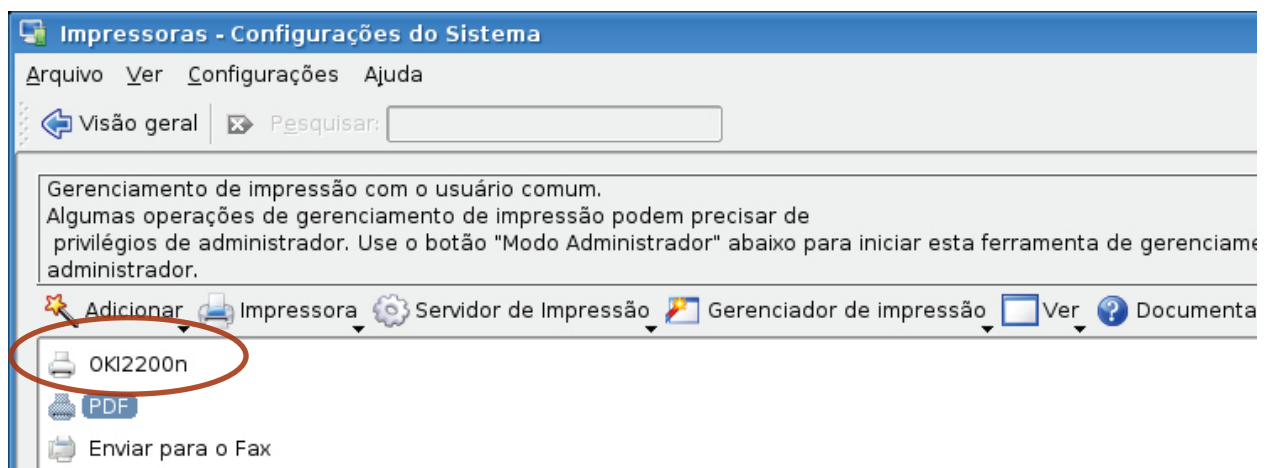 Impressoras - Configurações do Sistema
Arquivo Ver Configurações Ajuda
Visão geral Pesquisar:
Gerenciamento de impressão com o usuário comum.
Algumas operações de gerenciamento de impressão podem precisar de
privilégios de administrador. Use o botão "Modo Administrador" abaixo para iniciar esta ferramenta de gerenciame
administrador.
Adicionar Impressora Servidor de Impressão Gerenciador de impressão Ver Documenta
OKI2200n
PDF
Enviar para o Fax